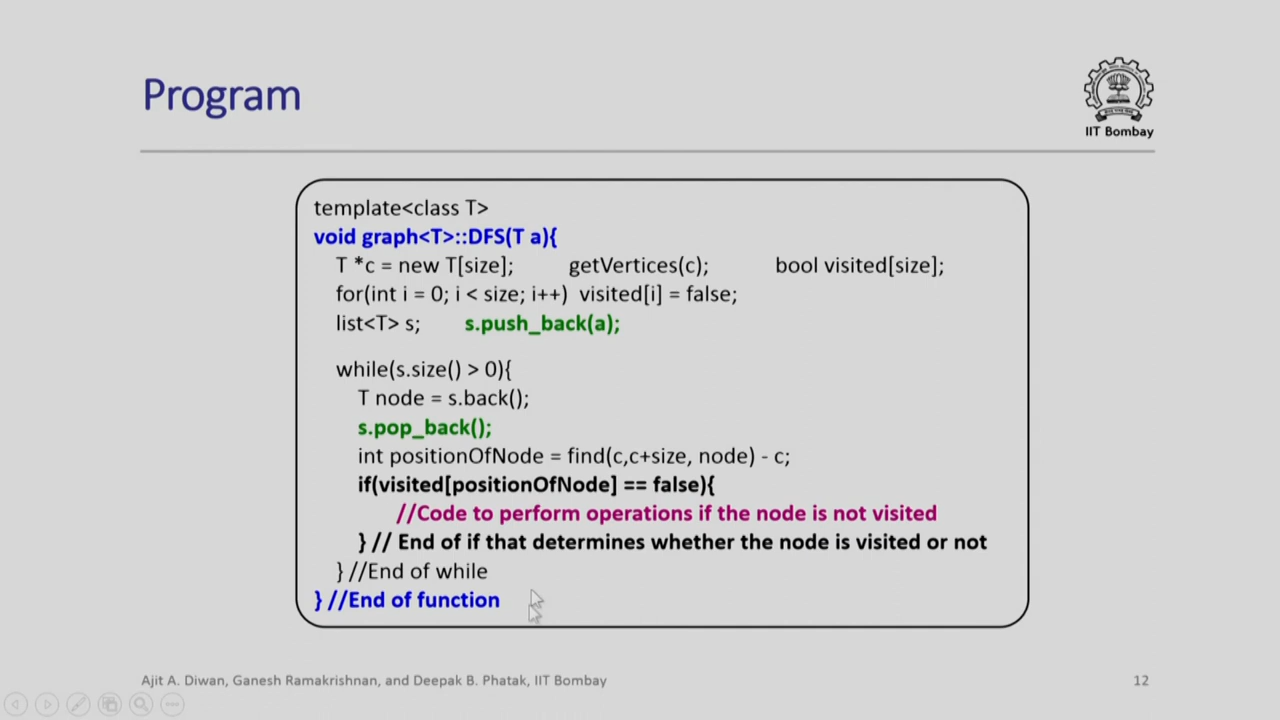 Program
IIT Bombay
template<class T>
void graph<T>::DFS(T a){
T *c = new T[size]; getVertices(c); bool visited[size];
for(int i = 0; i < size; i++) visited[i] = false;
list<T> s; s.push_back(a);
while(s.size() > 0){
T node = s.back();
s.pop_back();
int positionOfNode = find(c,c+size, node) - c;
if(visited[positionOfNode] == false){
//Code to perform operations if the node is not visited
} // End of if that determines whether the node is visited or not
} //End of while
} //End of function
Ajit A. Diwan, Ganesh Ramakrishnan, and Deepak B. Phatak, IIT Bombay
12